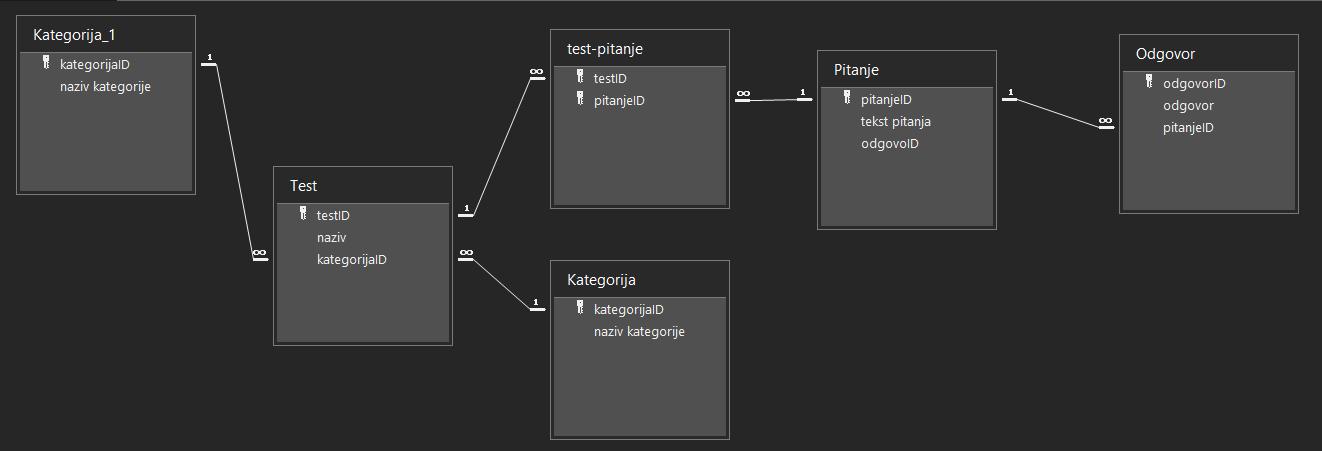 Kategorija_1
kategorijaID
naziv kategorije
1
∞
Test
testID
naziv
kategorijaID
1
∞
∞
1
test-pitanje
testID
pitanjeID
∞
1
Kategorija
kategorijaID
naziv kategorije
Pitanje
pitanjeID
tekst pitanja
odgovoID
1
∞
Odgovor
odgovorID
odgovor
pitanjeID